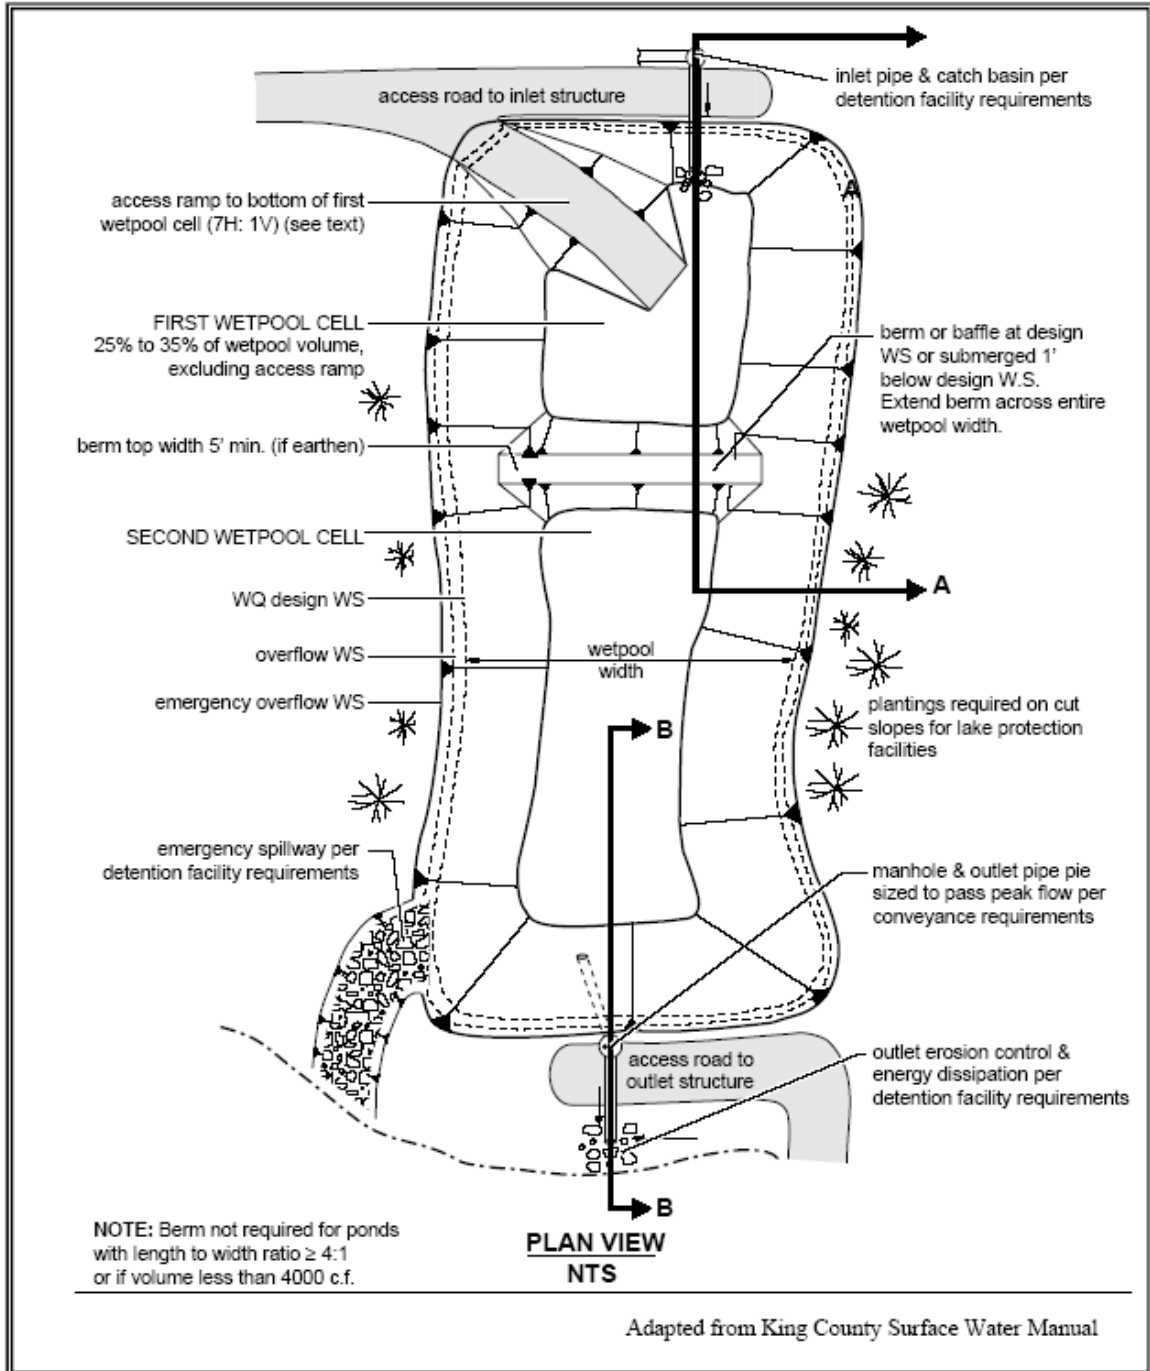 access road to inlet structure
inlet pipe & catch basin per
detention facility requirements
A
access ramp to bottom of first
wetpool cell (7H: 1V) (see text)
FIRST WETPOOL CELL
25% to 35% of wetpool volume,
excluding access ramp
berm or baffle at design
WS or submerged 1'
below design W.S.
Extend berm across entire
wetpool width.
berm top width 5' min. (if earthen)
SECOND WETPOOL CELL
A
WQ design WS
overflow WS
wetpool
width
emergency overflow WS
plantings required on cut
slopes for lake protection
facilities
B
emergency spillway per
detention facility requirements
manhole & outlet pipe pie
sized to pass peak flow per
conveyance requirements
access road to
outlet structure
outlet erosion control &
energy dissipation per
detention facility requirements
B
NOTE: Berm not required for ponds
with length to width ratio ≥ 4:1
or if volume less than 4000 c.f.
PLAN VIEW
NTS
Adapted from King County Surface Water Manual